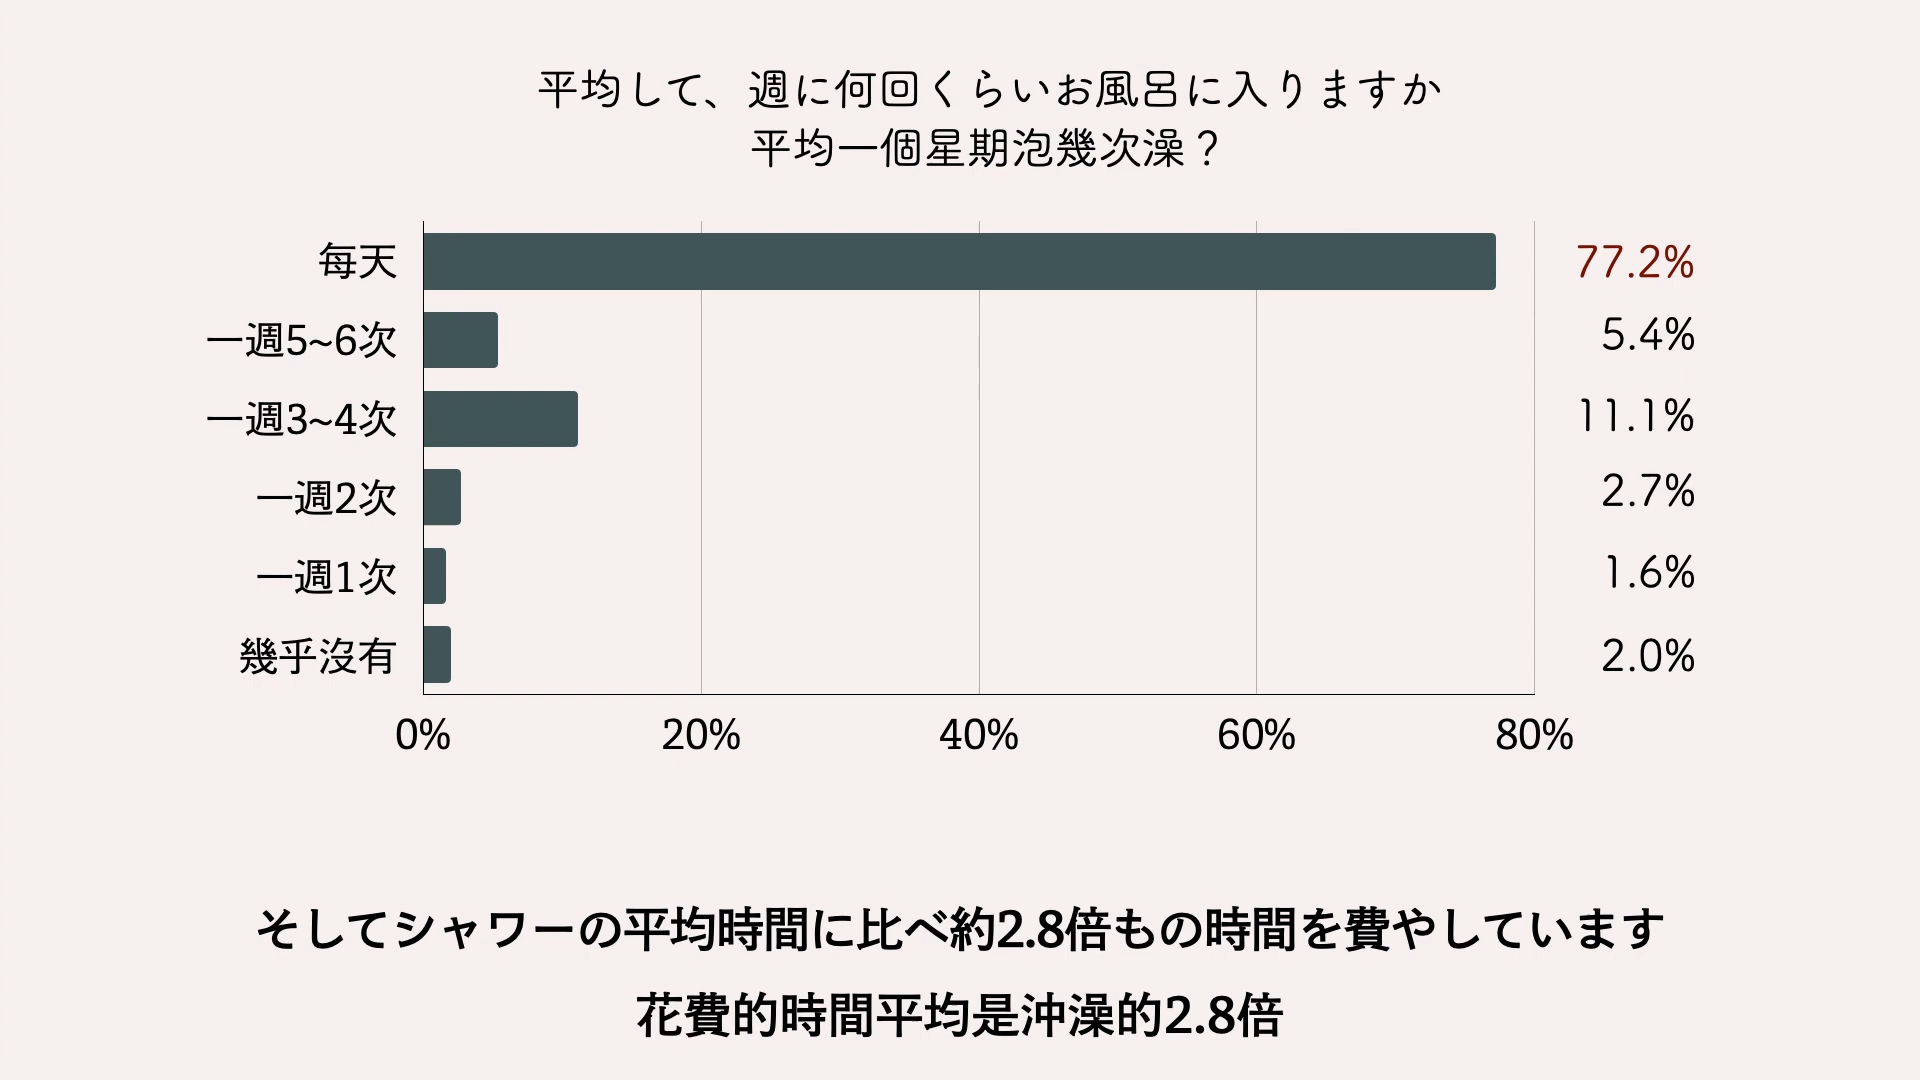 平均して、週に何回くらいお風呂に入りますか
平均一個星期泡幾次澡？
每天 77.2%
一週5~6次 5.4%
一週3~4次 11.1%
一週2次 2.7%
一週1次 1.6%
幾乎沒有 2.0%
0% 20% 40% 60% 80%
そしてシャワーの平均時間に比べ約2.8倍もの時間を費やしています
花費的時間平均是沖澡的2.8倍